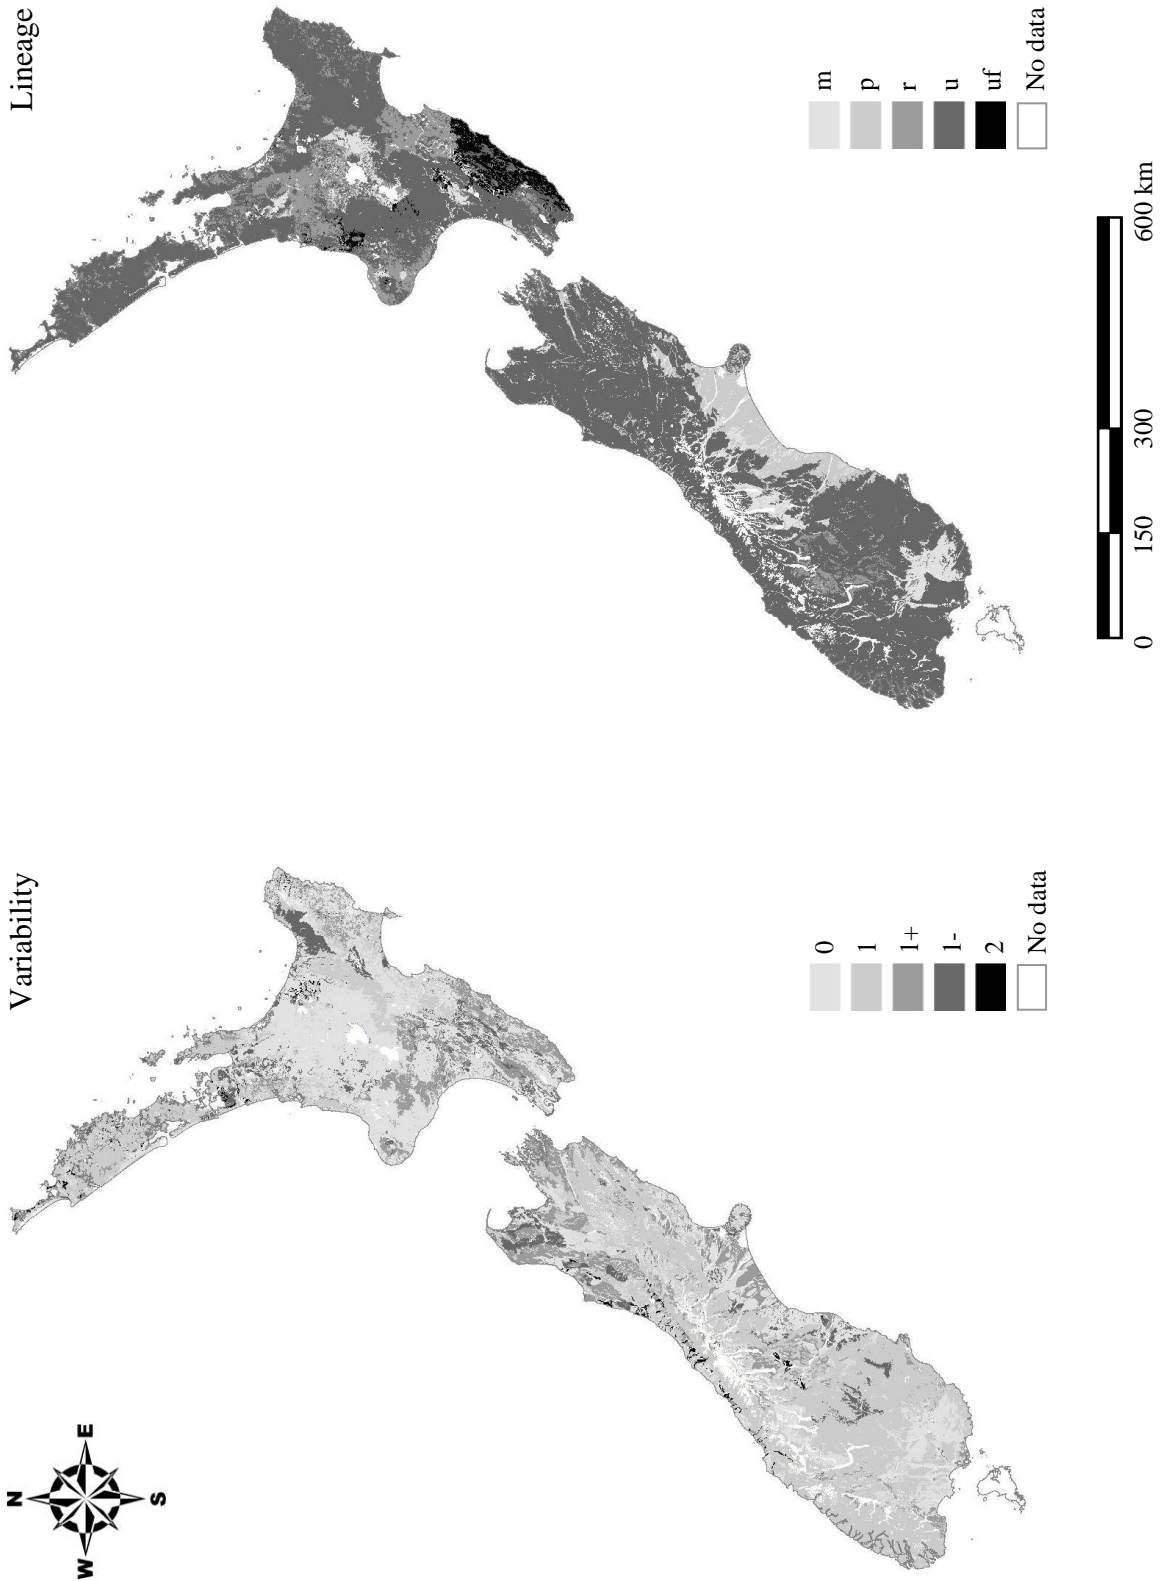 Variability
N
W
E
S
0
1
1+
1-
2
No data
Lineage
m
p
r
u
uf
No data
0
150
300
600 km